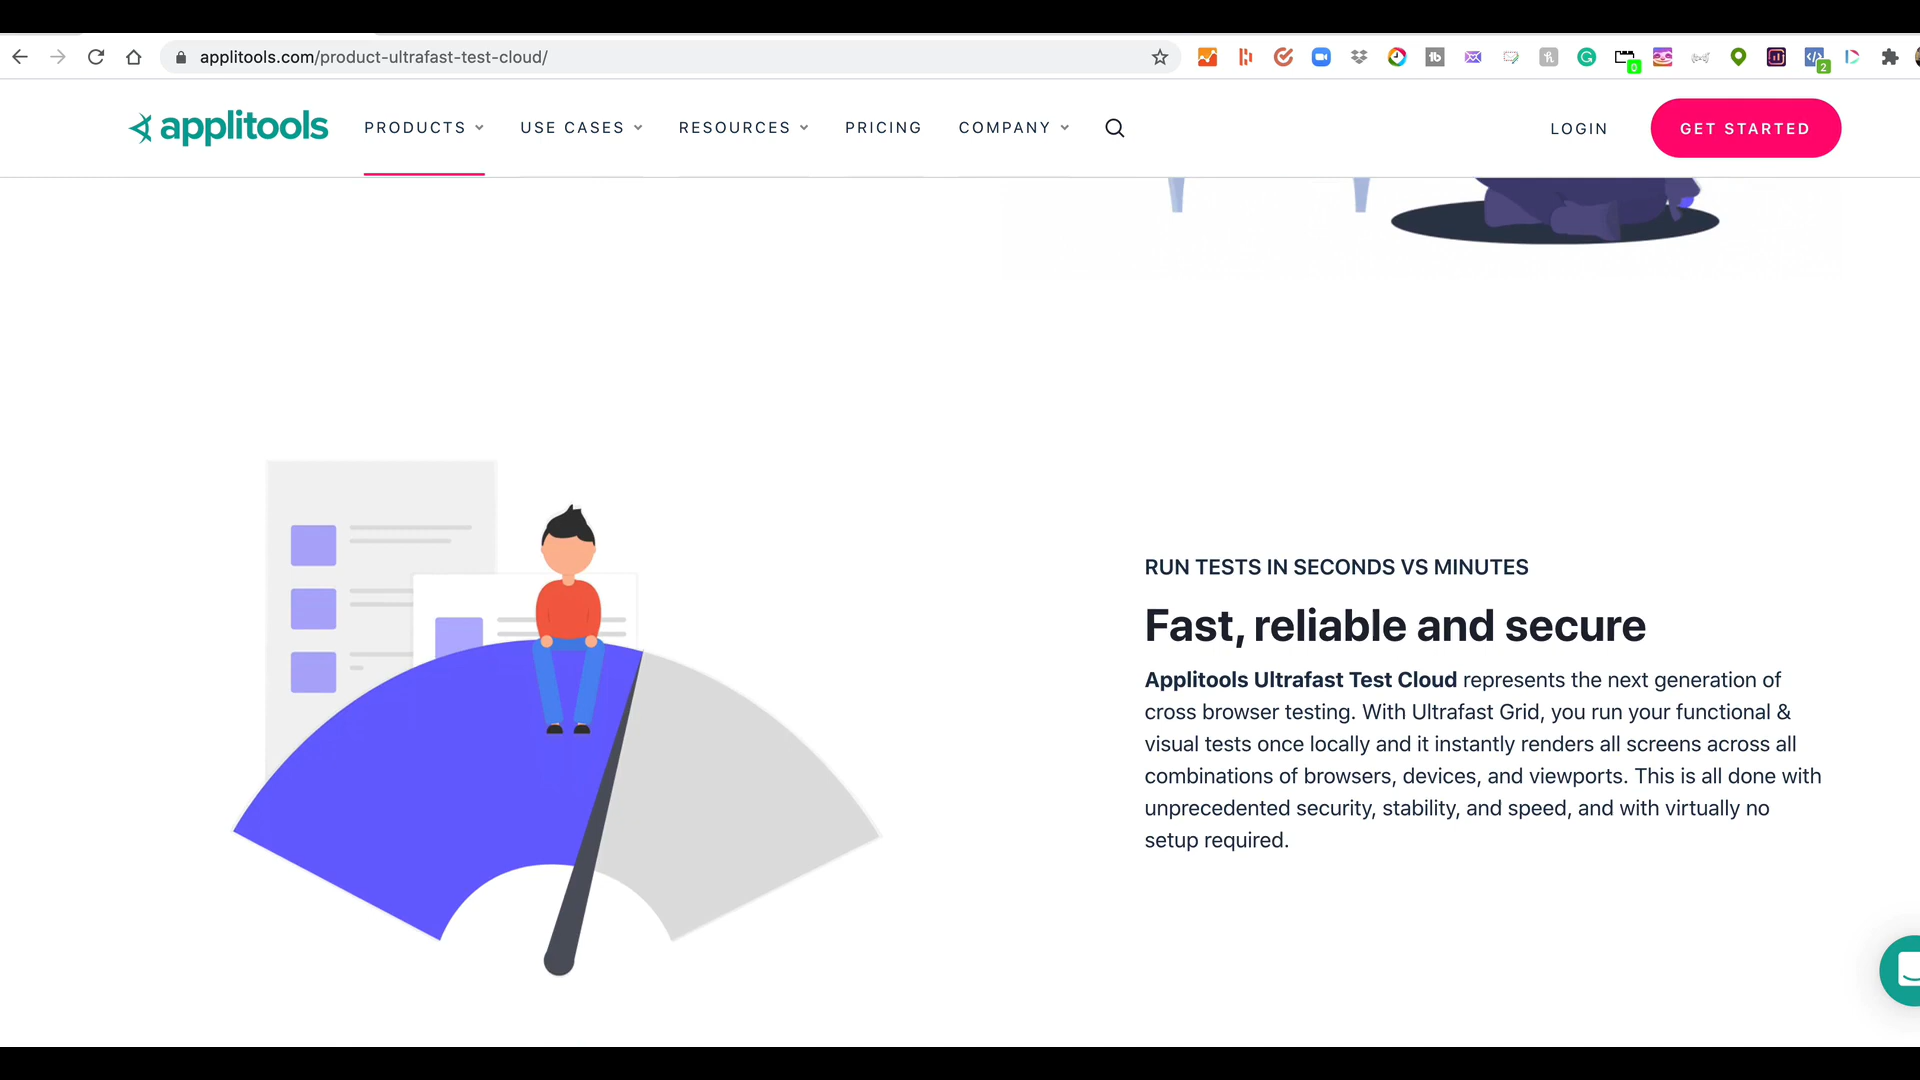 applitools.com/product-ultrafast-test-cloud/
tb
h
G
0
</>
2
applitools
PRODUCTS
USE CASES
RESOURCES
PRICING
COMPANY
LOGIN
GET STARTED
RUN TESTS IN SECONDS VS MINUTES
Fast, reliable and secure
Applitools Ultrafast Test Cloud represents the next generation of
cross browser testing. With Ultrafast Grid, you run your functional &
visual tests once locally and it instantly renders all screens across all
combinations of browsers, devices, and viewports. This is all done with
unprecedented security, stability, and speed, and with virtually no
setup required.